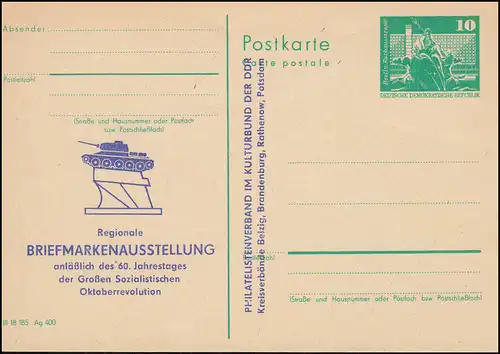 Absender
Postleitzahl
(Straße und Hausnummer oder Postfach
bzw. Postschließfach)
Regionale
BRIEFMARKENAUSSTELLUNG
anläßlich des 60. Jahrestages
der Großen Sozialistischen
Oktoberrevolution
III-18-185 Ag 400
Postkarte
Carte postale
PHILATELISTENVERBAND IM KULTURBUND DER DDR
Kreisverbände Belzig, Brandenburg, Rathenow, Potsdam
10
DEUTSCHE DEMOKRATISCHE REPUBLIK
(Straße und Hausnummer oder Postfach bzw. Postschließfach)